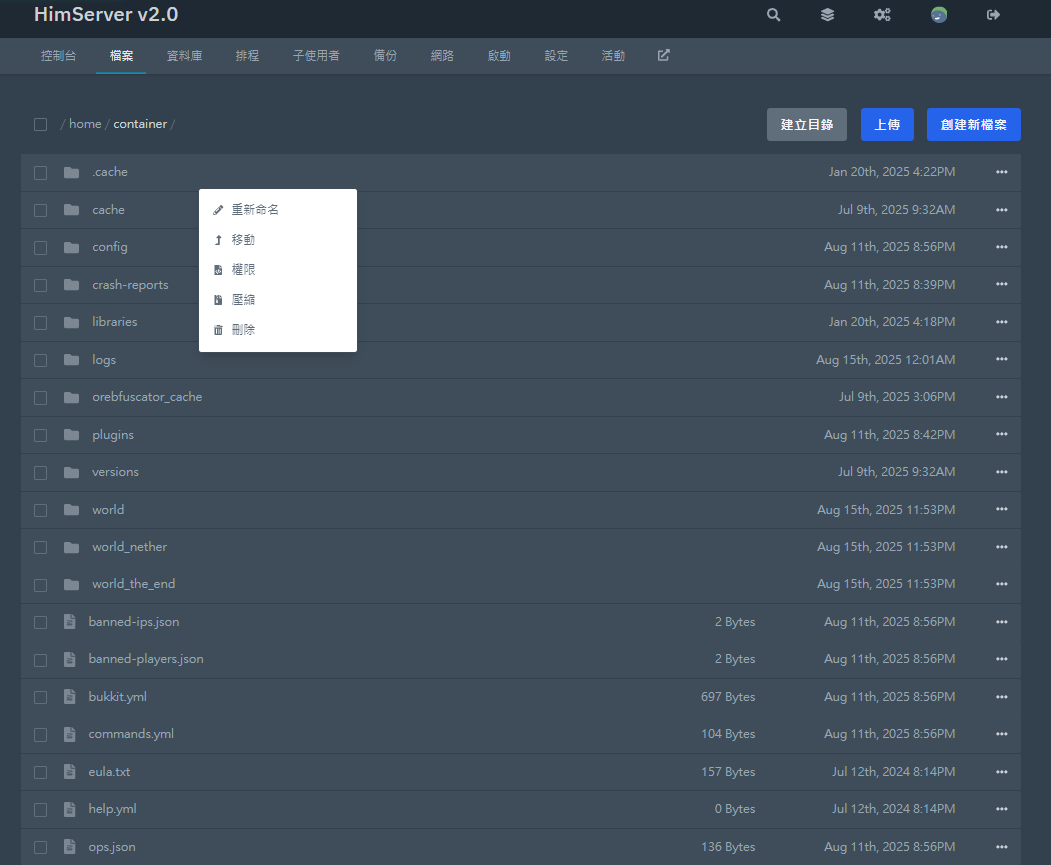 HimServer v2.0
控制台 檔案 資料庫 排程 子使用者 備份 網路 啟動 設定 活動
/ home / container / 建立目錄 上傳 創建新檔案
.cache Jan 20th, 2025 4:22PM
cache Jul 9th, 2025 9:32AM
重新命名
config Aug 11th, 2025 8:56PM
移動
權限
crash-reports Aug 11th, 2025 8:39PM
壓縮
libraries Jan 20th, 2025 4:18PM
刪除
logs Aug 15th, 2025 12:01AM
orebfuscator_cache Jul 9th, 2025 3:06PM
plugins Aug 11th, 2025 8:42PM
versions Jul 9th, 2025 9:32AM
world Aug 15th, 2025 11:53PM
world_nether Aug 15th, 2025 11:53PM
world_the_end Aug 15th, 2025 11:53PM
banned-ips.json 2 Bytes Aug 11th, 2025 8:56PM
banned-players.json 2 Bytes Aug 11th, 2025 8:56PM
bukkit.yml 697 Bytes Aug 11th, 2025 8:56PM
commands.yml 104 Bytes Aug 11th, 2025 8:56PM
eula.txt 157 Bytes Jul 12th, 2024 8:14PM
help.yml 0 Bytes Jul 12th, 2024 8:14PM
ops.json 136 Bytes Aug 11th, 2025 8:56PM